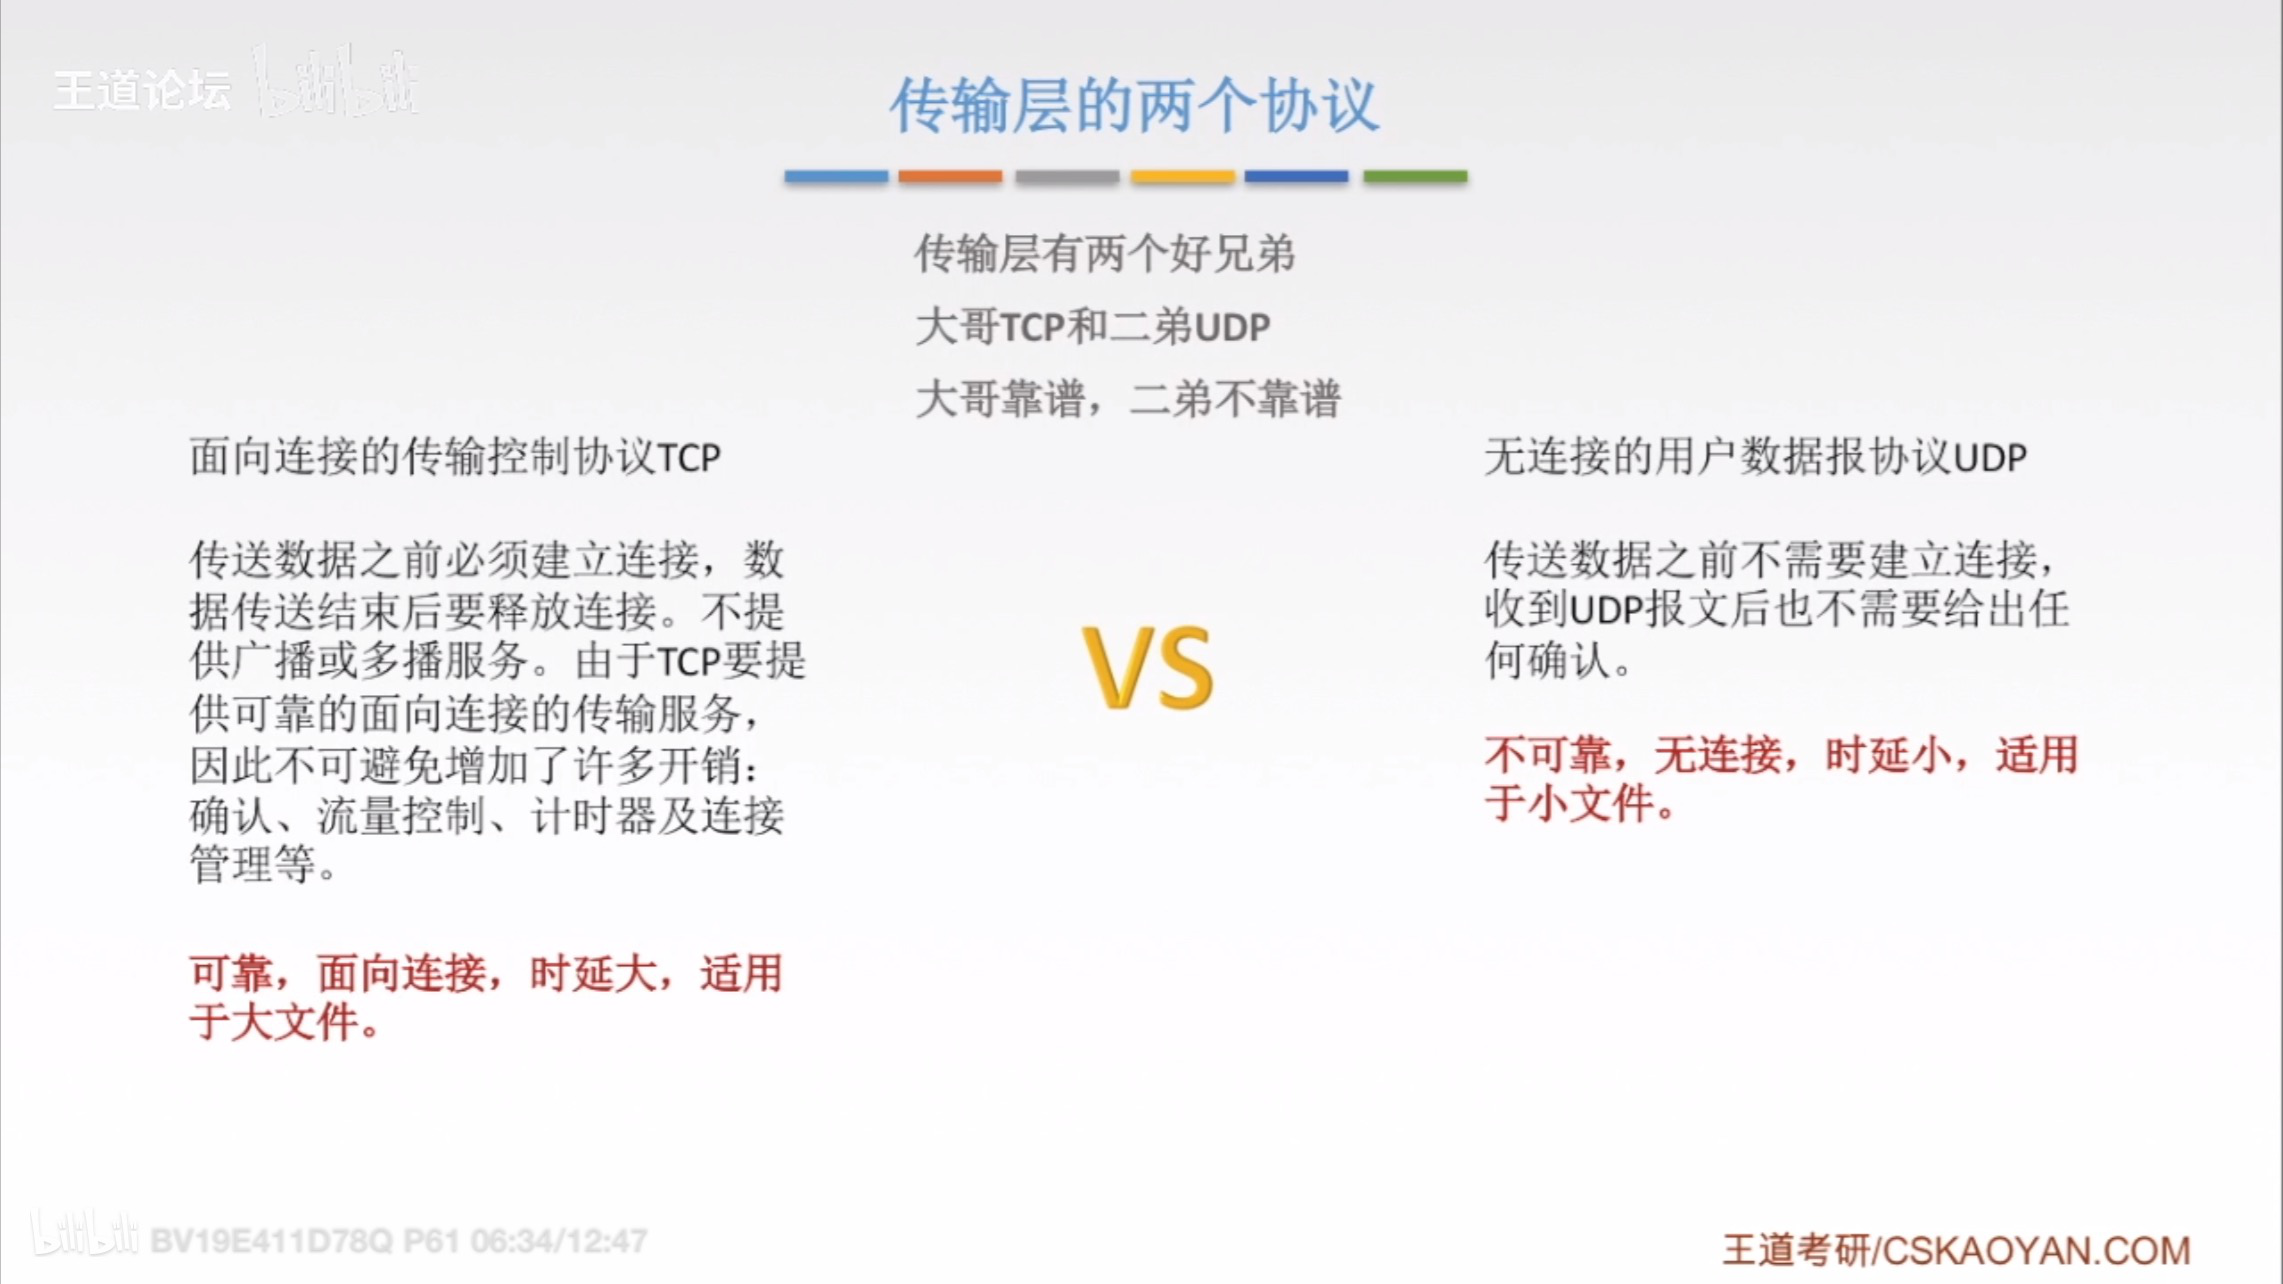 王道论坛 bilibili
传输层的两个协议
传输层有两个好兄弟
大哥TCP和二弟UDP
大哥靠谱，二弟不靠谱
面向连接的传输控制协议TCP
传送数据之前必须建立连接，数
据传送结束后要释放连接。不提
供广播或多播服务。由于TCP要提
供可靠的面向连接的传输服务，
因此不可避免增加了许多开销：
确认、流量控制、计时器及连接
管理等。
可靠，面向连接，时延大，适用
于大文件。
VS
无连接的用户数据报协议UDP
传送数据之前不需要建立连接，
收到UDP报文后也不需要给出任
何确认。
不可靠，无连接，时延小，适用
于小文件。
bilibili BV19E411D78Q P61 06:34/12:47
王道考研/CSKAOYAN.COM